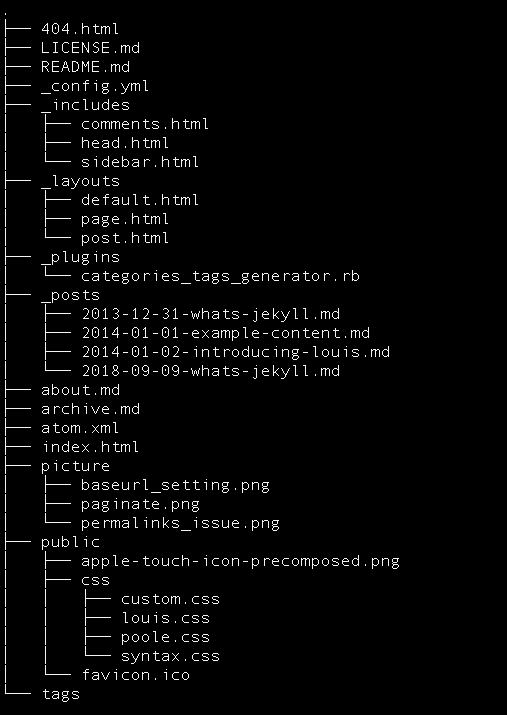 .
├── 404.html
├── LICENSE.md
├── README.md
├── _config.yml
├── _includes
│   ├── comments.html
│   ├── head.html
│   └── sidebar.html
├── _layouts
│   ├── default.html
│   ├── page.html
│   └── post.html
├── _plugins
│   └── categories_tags_generator.rb
├── _posts
│   ├── 2013-12-31-whats-jekyll.md
│   ├── 2014-01-01-example-content.md
│   ├── 2014-01-02-introducing-louis.md
│   └── 2018-09-09-whats-jekyll.md
├── about.md
├── archive.md
├── atom.xml
├── index.html
├── picture
│   ├── baseurl_setting.png
│   ├── paginate.png
│   └── permalinks_issue.png
├── public
│   ├── apple-touch-icon-precomposed.png
│   ├── css
│   │   ├── custom.css
│   │   ├── louis.css
│   │   ├── poole.css
│   │   └── syntax.css
│   └── favicon.ico
└── tags